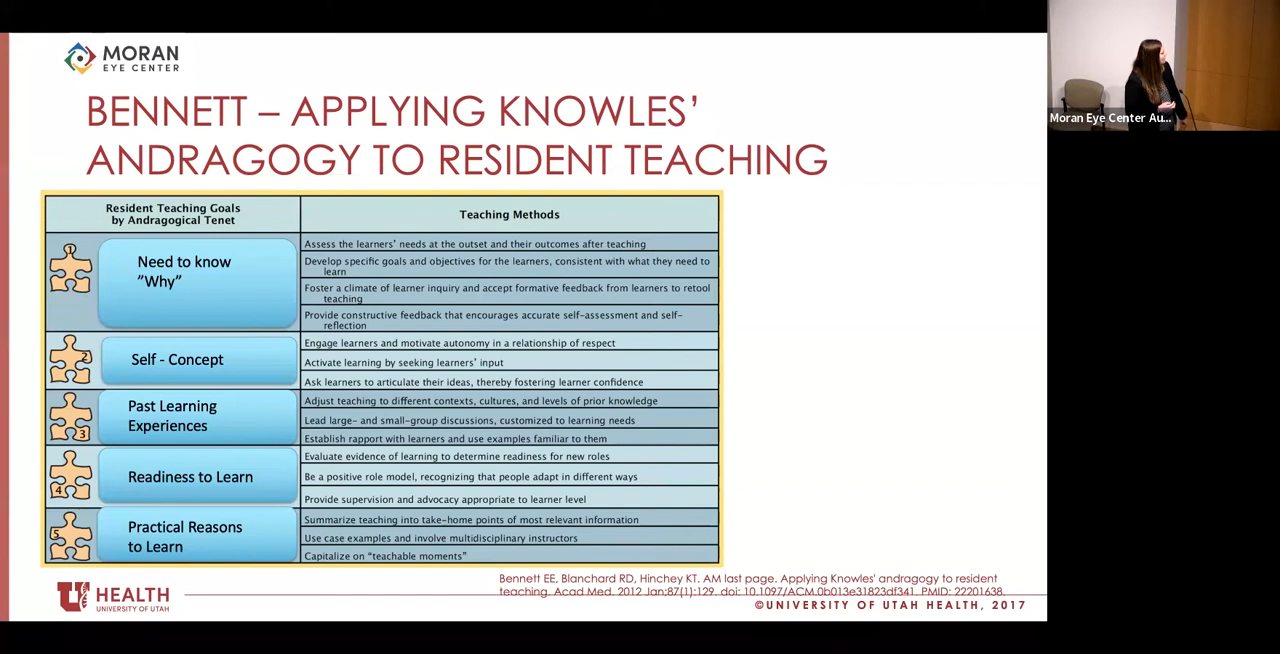 MORAN
EYE CENTER
BENNETT – APPLYING KNOWLES’
ANDRAGOGY TO RESIDENT TEACHING
Resident Teaching Goals
by Andragogical Tenet
Teaching Methods
1
Need to know
”Why”
Assess the learners’ needs at the outset and their outcomes after teaching
Develop specific goals and objectives for the learners, consistent with what they need to
learn
Foster a climate of learner inquiry and accept formative feedback from learners to retool
teaching
Provide constructive feedback that encourages accurate self-assessment and self-
reflection
2
Self - Concept
Engage learners and motivate autonomy in a relationship of respect
Activate learning by seeking learners’ input
Ask learners to articulate their ideas, thereby fostering learner confidence
3
Past Learning
Experiences
Adjust teaching to different contexts, cultures, and levels of prior knowledge
Lead large- and small-group discussions, customized to learning needs
Establish rapport with learners and use examples familiar to them
4
Readiness to Learn
Evaluate evidence of learning to determine readiness for new roles
Be a positive role model, recognizing that people adapt in different ways
Provide supervision and advocacy appropriate to learner level
5
Practical Reasons
to Learn
Summarize teaching into take-home points of most relevant information
Use case examples and involve multidisciplinary instructors
Capitalize on “teachable moments”
Bennett EE, Blanchard RD, Hinchey KT. AM last page. Applying Knowles' andragogy to resident
teaching. Acad Med. 2012 Jan;87(1):129. doi: 10.1097/ACM.0b013e31823df341. PMID: 22201638.
U HEALTH
UNIVERSITY OF UTAH
©UNIVERSITY OF UTAH HEALTH, 2017
Moran Eye Center Au...